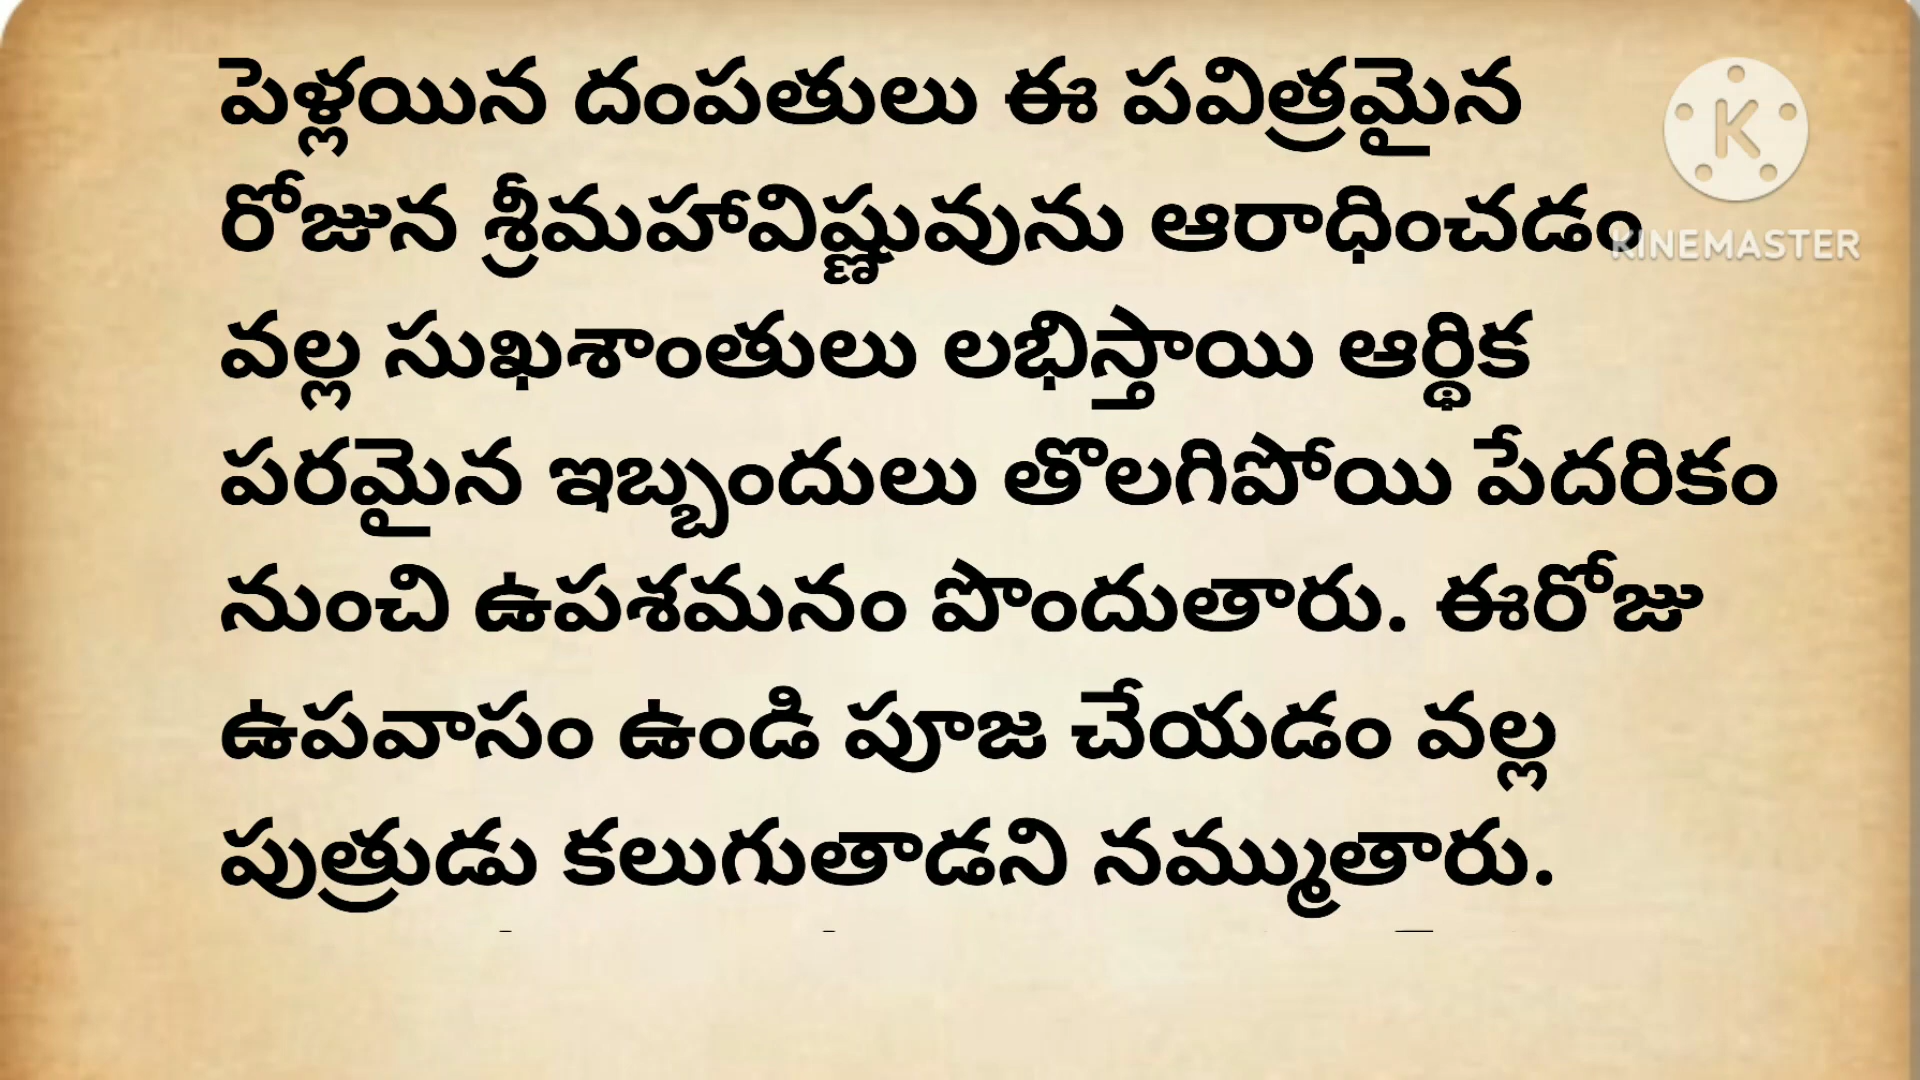 పెళ్లయిన దంపతులు ఈ పవిత్రమైన
రోజున శ్రీమహావిష్ణువును ఆరాధించడం
వల్ల సుఖశాంతులు లభిస్తాయి ఆర్థిక
పరమైన ఇబ్బందులు తొలగిపోయి పేదరికం
నుంచి ఉపశమనం పొందుతారు. ఈరోజు
ఉపవాసం ఉండి పూజ చేయడం వల్ల
పుత్రుడు కలుగుతాడని నమ్ముతారు.
K
KINEMASTER